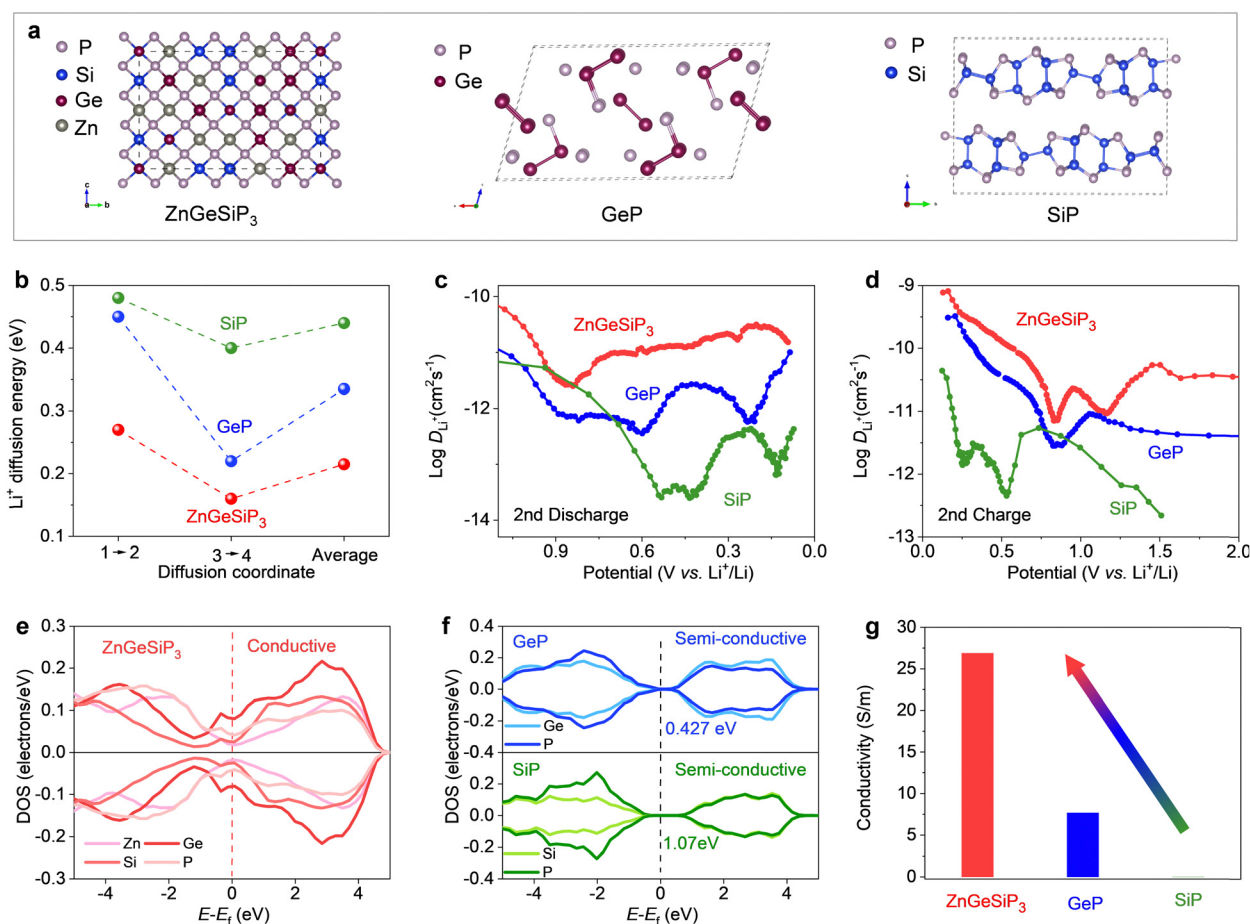 a
P
Si
Ge
Zn
c
b
ZnGeSiP₃
P
Ge
GeP
P
Si
SiP
b
0.5
0.4
0.3
0.2
0.1
Li⁺ diffusion energy (eV)
SiP
GeP
ZnGeSiP₃
1→2
3→4
Average
Diffusion coordinate
c
-10
-11
-12
-13
-14
Log D_Li⁺(cm²s⁻¹)
ZnGeSiP₃
GeP
SiP
2nd Discharge
0.9
0.6
0.3
0.0
Potential (V vs. Li⁺/Li)
d
-9
-10
-11
-12
-13
Log D_Li⁺(cm²s⁻¹)
ZnGeSiP₃
GeP
SiP
2nd Charge
0.0
0.5
1.0
1.5
2.0
Potential (V vs. Li⁺/Li)
e
0.3
0.2
0.1
0.0
0.1
0.2
0.3
DOS (electrons/eV)
ZnGeSiP₃
Conductive
Zn
Ge
Si
P
-4
-2
0
2
4
E-E_f (eV)
f
0.4
0.2
0.0
-0.2
0.4
0.2
0.0
-0.2
-0.4
DOS (electrons/eV)
GeP
Semi-conductive
Ge
P
0.427 eV
SiP
Semi-conductive
1.07eV
Si
P
-4
-2
0
2
4
E-E_f (eV)
g
30
25
20
15
10
5
0
Conductivity (S/m)
ZnGeSiP₃
GeP
SiP